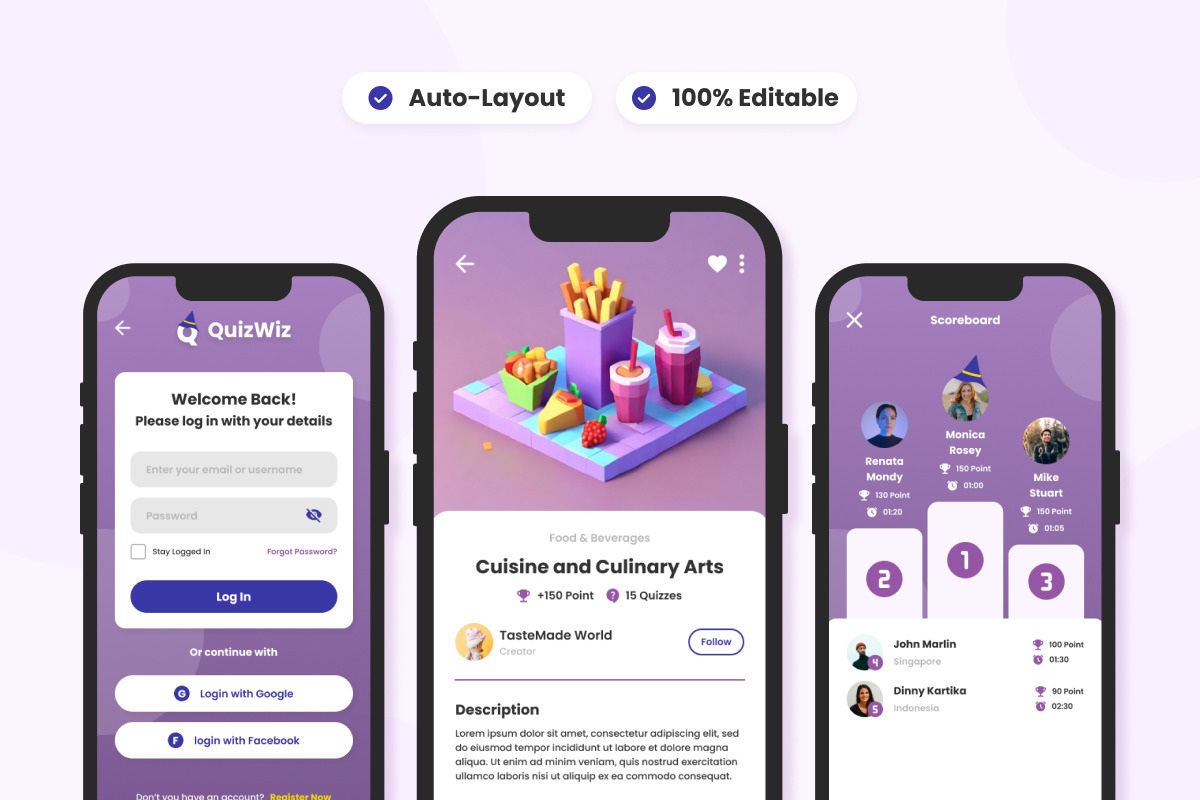 Auto-Layout
100% Editable
QuizWiz
Welcome Back!
Please log in with your details
Enter your email or username
Password
Stay Logged In
Forgot Password?
Log In
Or continue with
G
Login with Google
F
login with Facebook
Don't you have an account? Register Now
Food & Beverages
Cuisine and Culinary Arts
+150 Point
?
15 Quizzes
TasteMade World
Creator
Follow
Description
Lorem ipsum dolor sit amet, consectetur adipiscing elit, sed
do eiusmod tempor incididunt ut labore et dolore magna
aliqua. Ut enim ad minim veniam, quis nostrud exercitation
ullamco laboris nisi ut aliquip ex ea commodo consequat.
Scoreboard
Monica
Rosey
150 Point
01:00
Renata
Mondy
130 Point
01:20
Mike
Stuart
150 Point
01:05
1
2
3
4
John Marlin
Singapore
100 Point
01:30
5
Dinny Kartika
Indonesia
90 Point
02:30